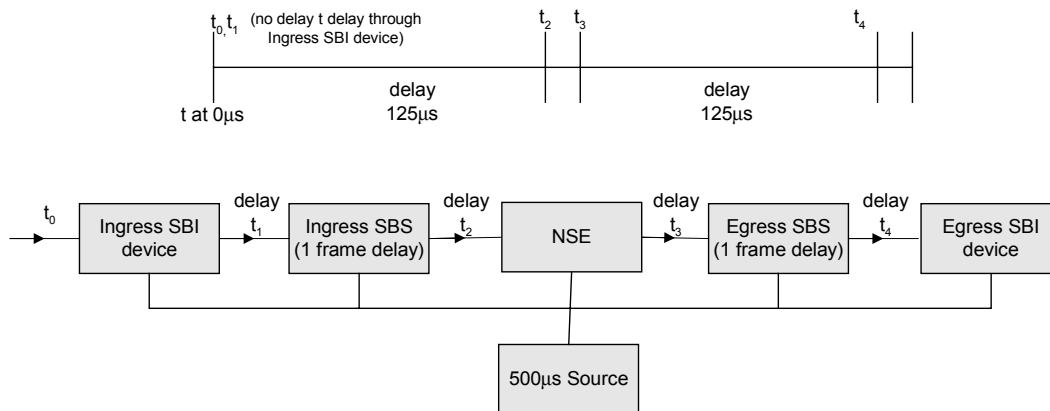 t0,t1 (no delay t delay through
Ingress SBI device)
t2
t3
t4
delay
125μs
delay
125μs
t at 0μs
t0
Ingress SBI
device
delay
t1
Ingress SBS
(1 frame delay)
delay
t2
NSE
delay
t3
Egress SBS
(1 frame delay)
delay
t4
Egress SBI
device
500μs Source